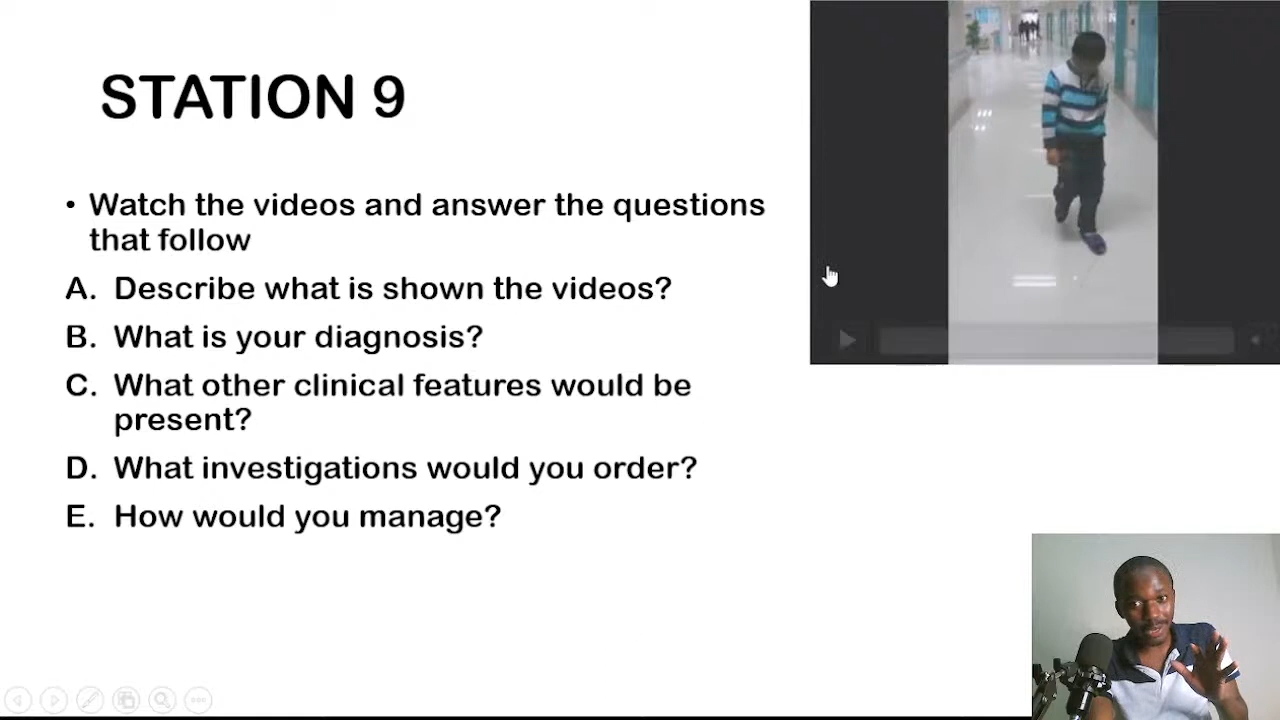 STATION 9
• Watch the videos and answer the questions
that follow
A. Describe what is shown the videos?
B. What is your diagnosis?
C. What other clinical features would be
present?
D. What investigations would you order?
E. How would you manage?